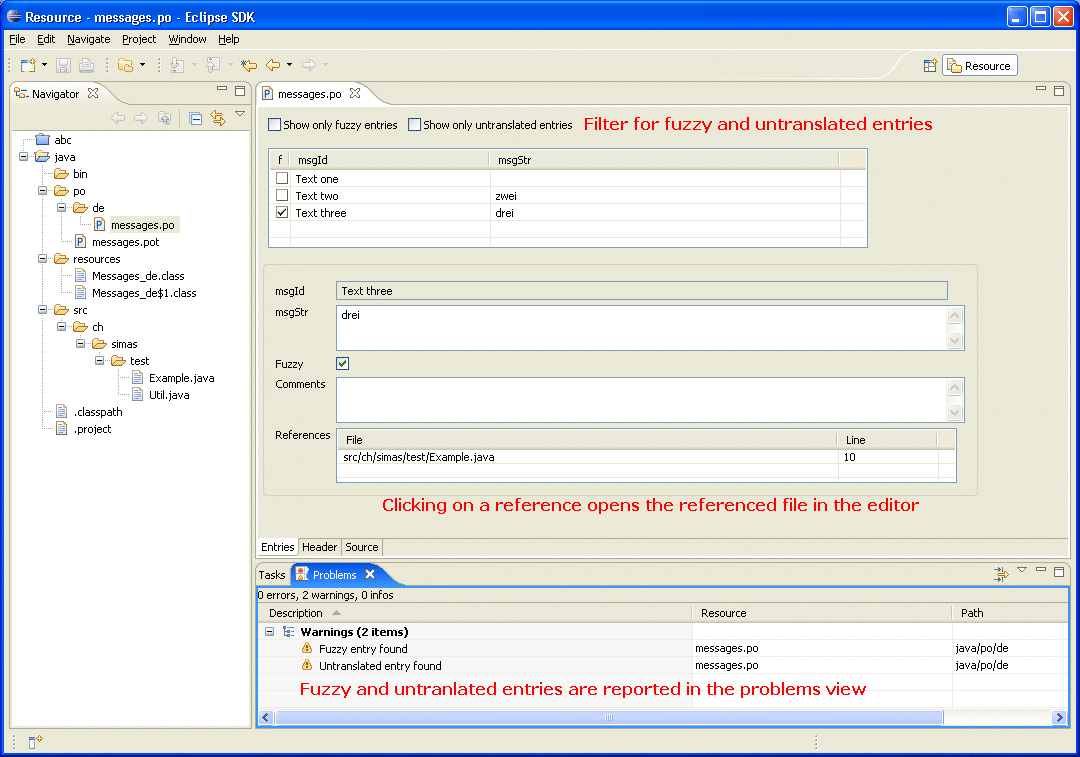 Resource - messages.po - Eclipse SDK
File Edit Navigate Project Window Help
Resource
Navigator
abc
java
bin
po
de
messages.po
messages.pot
resources
Messages_de.class
Messages_de$1.class
src
ch
simas
test
Example.java
Util.java
.classpath
.project
messages.po
Show only fuzzy entries Show only untranslated entries Filter for fuzzy and untranslated entries
f msgId msgStr
Text one
Text two zwei
Text three drei
msgId Text three
msgStr drei
Fuzzy
Comments
References File Line
src/ch/simas/test/Example.java 10
Clicking on a reference opens the referenced file in the editor
Entries Header Source
Tasks Problems
0 errors, 2 warnings, 0 infos
Description Resource Path
Warnings (2 items)
Fuzzy entry found messages.po java/po/de
Untranslated entry found messages.po java/po/de
Fuzzy and untranlated entries are reported in the problems view